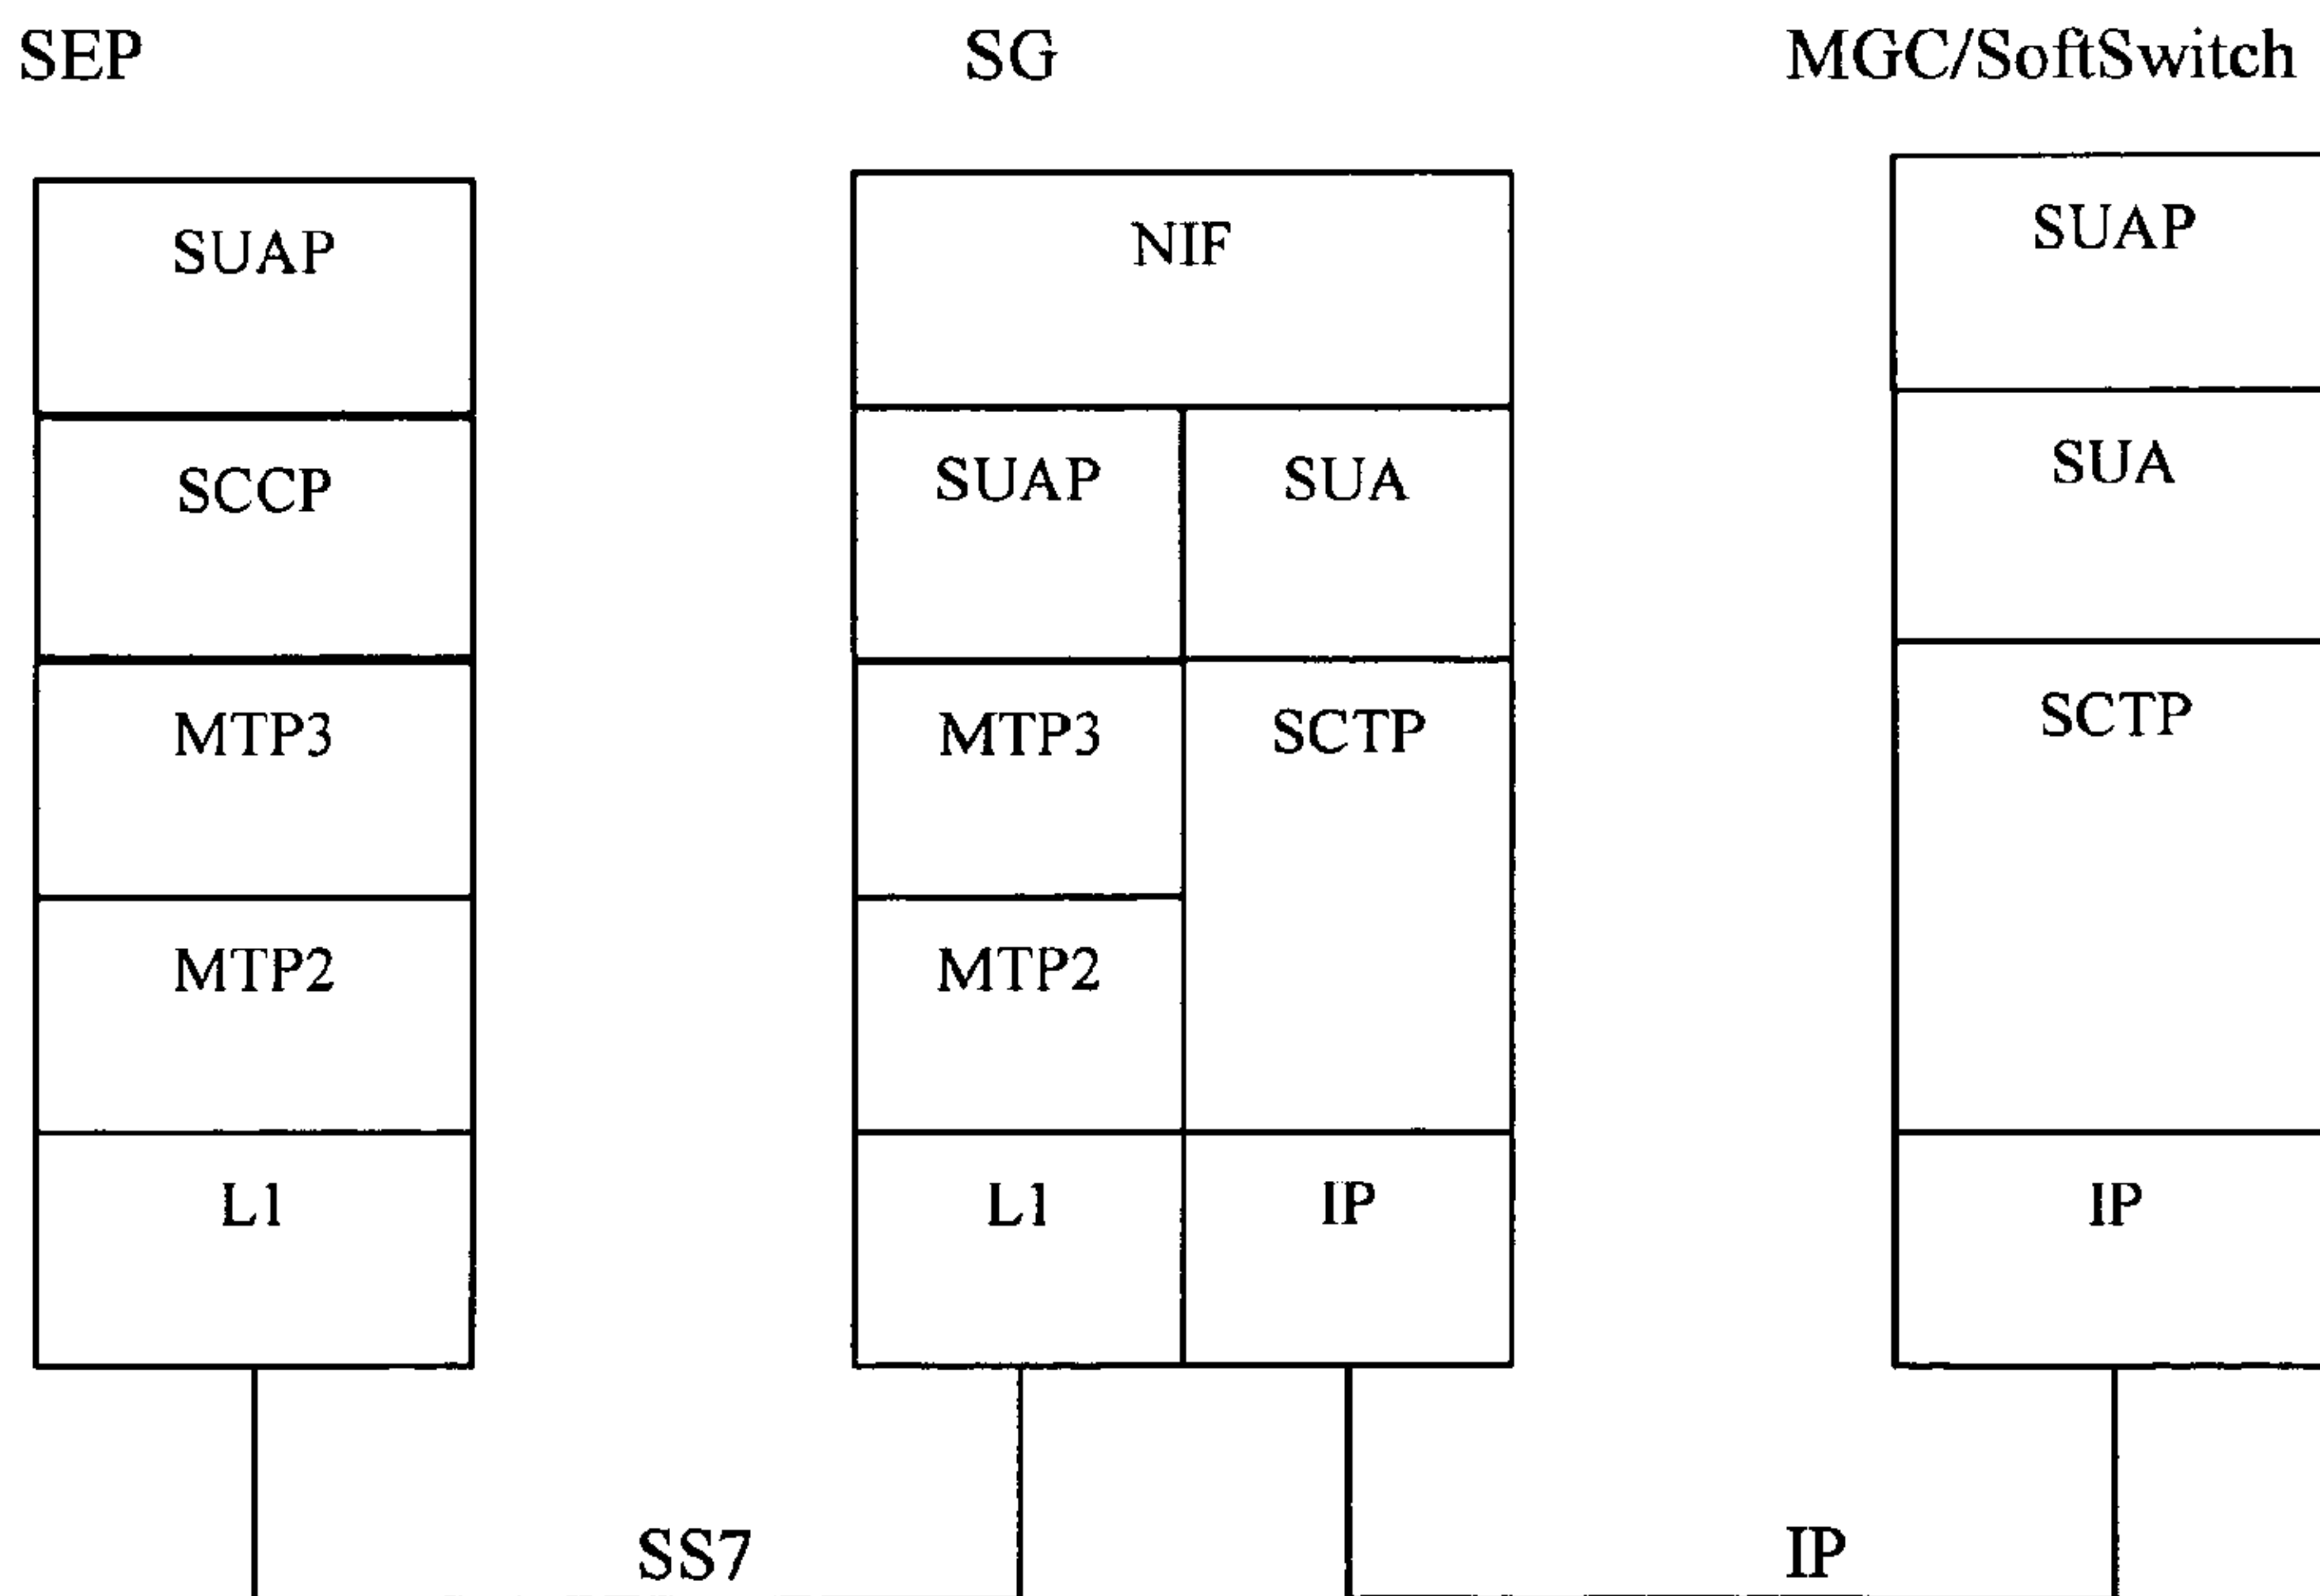 SEP
SG
MGC/SoftSwitch
SUAP
SCCP
MTP3
MTP2
L1
NIF
SUAP
SUA
MTP3
SCTP
MTP2
L1
IP
SUAP
SUA
SCTP
IP
SS7
IP